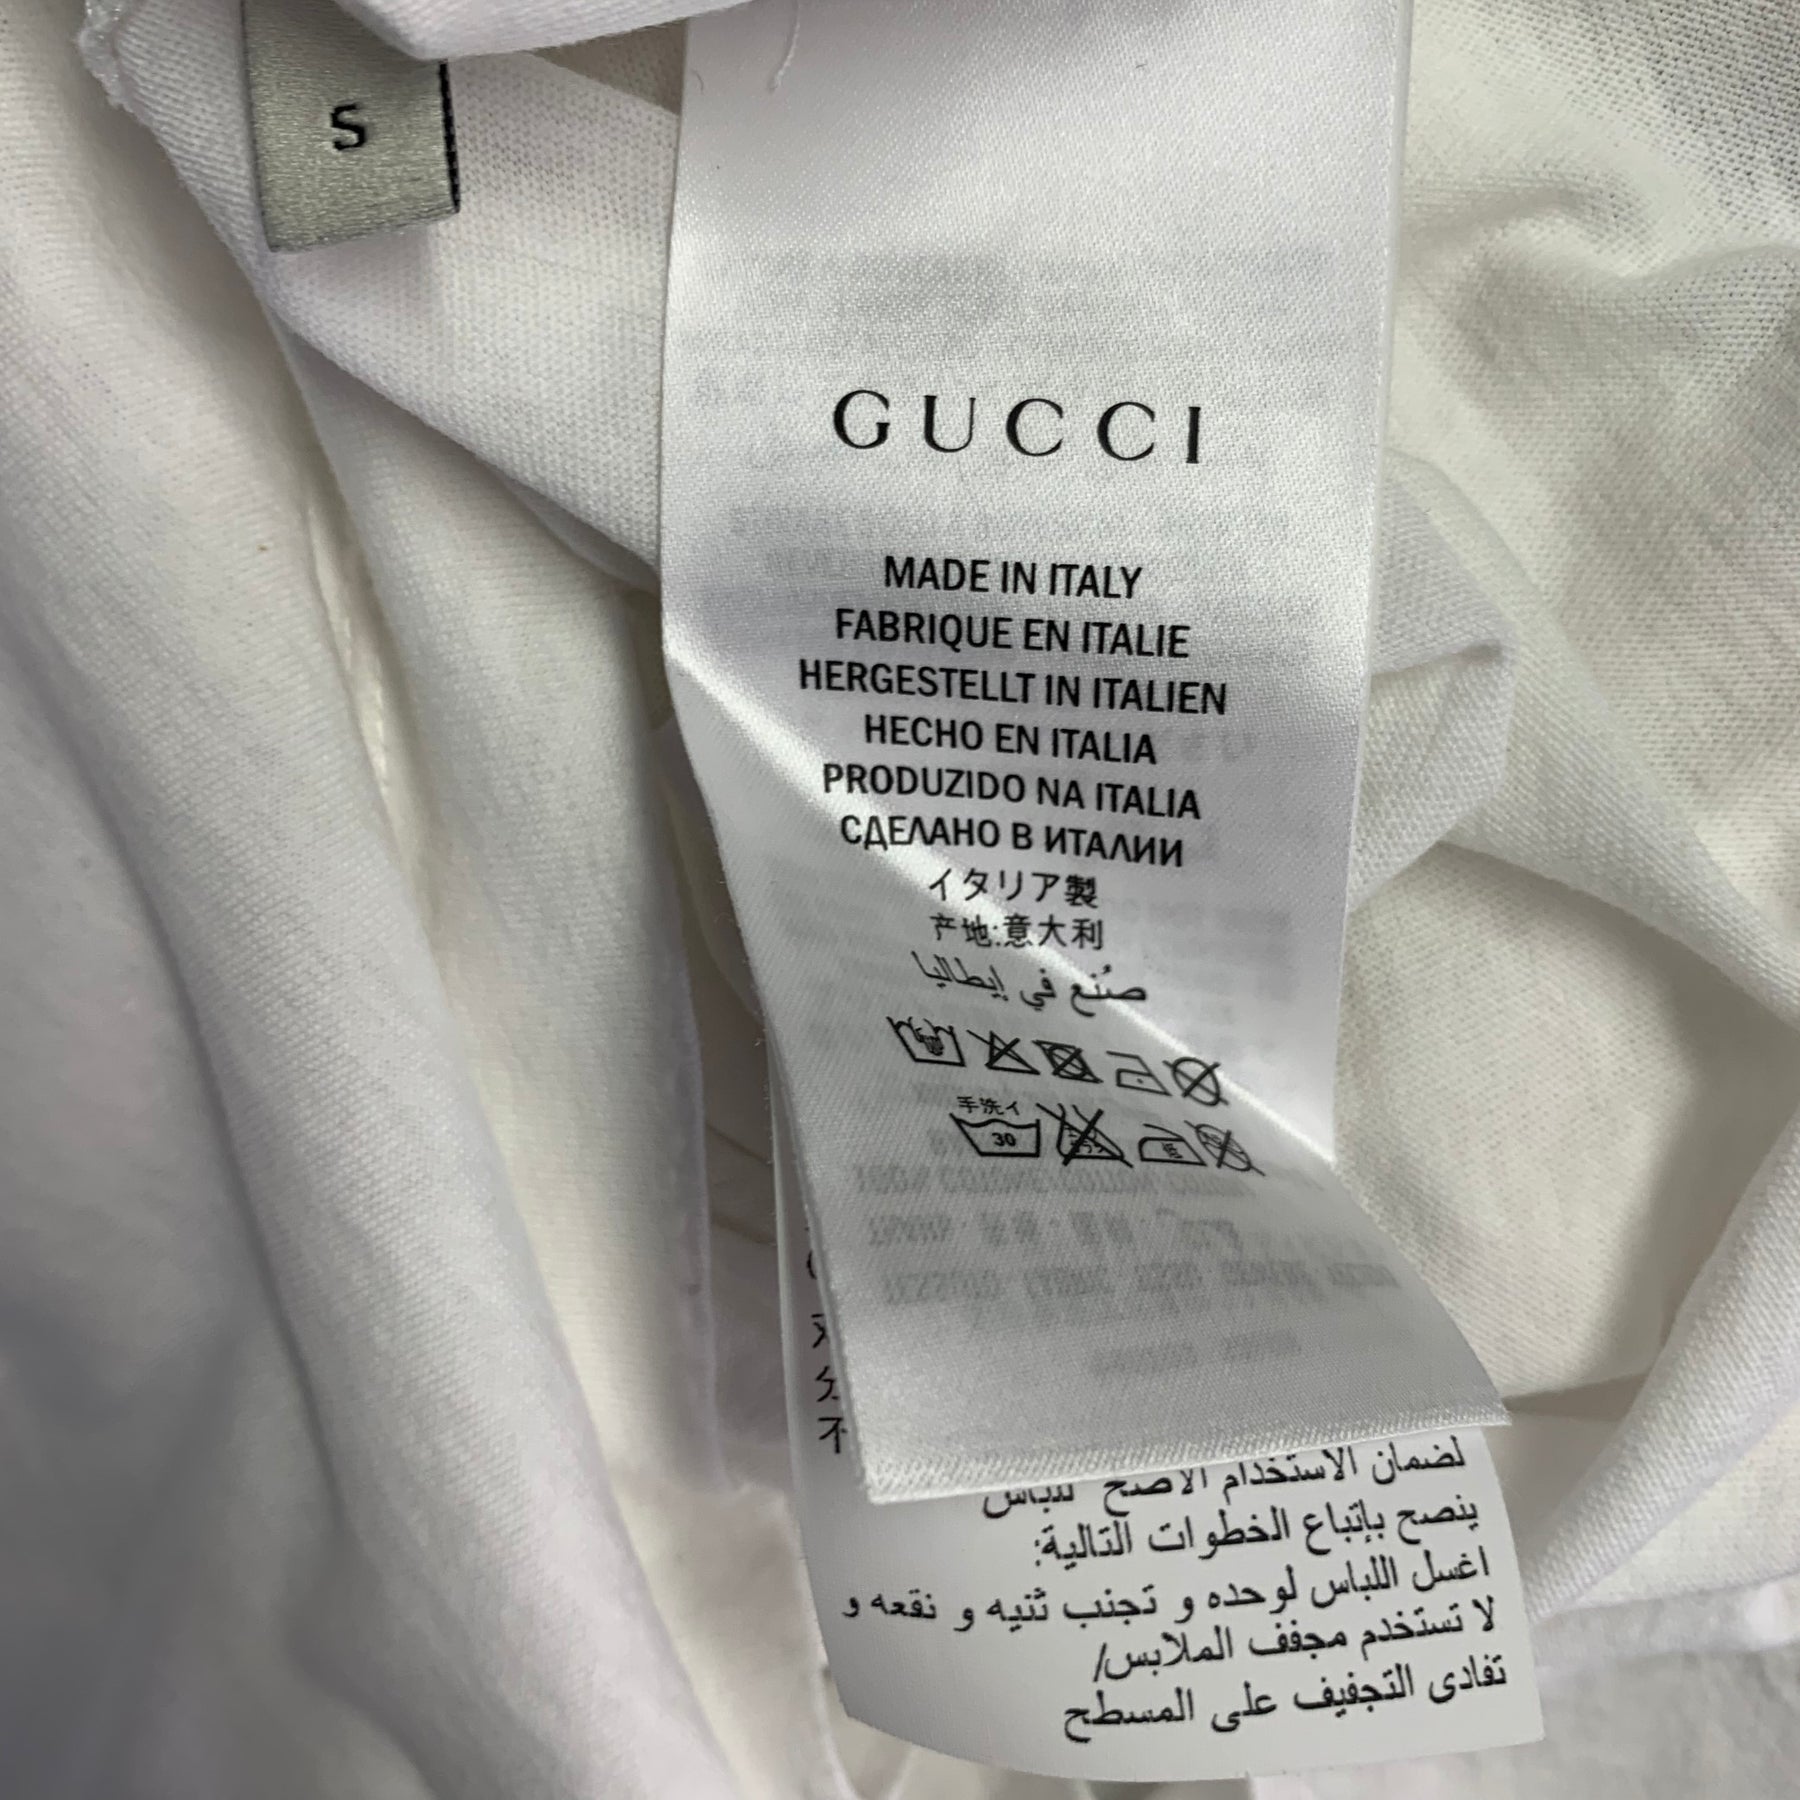 S
GUCCI
MADE IN ITALY
FABRIQUE EN ITALIE
HERGESTELLT IN ITALIEN
HECHO EN ITALIA
PRODUZIDO NA ITALIA
СДЕЛАНО В ИТАЛИИ
イタリア製
产地:意大利
صُنع في إيطاليا
手洗イ
30
不
لضمان الاستخدام الأصح للباس
ينصح بإتباع الخطوات التالية:
اغسل اللباس لوحده و تجنب ثنيه و نقعه و
لا تستخدم مجفف الملابس/
تفادى التجفيف على المسطح